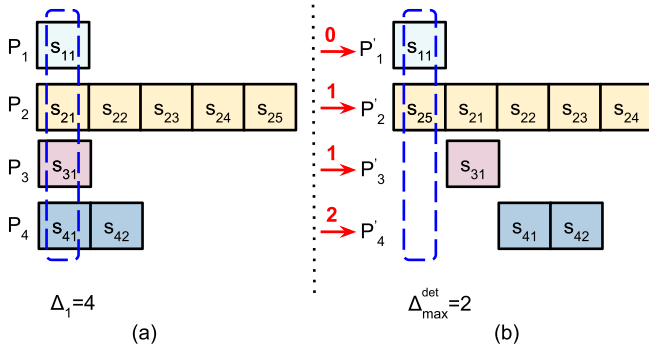 P₁ s₁₁ 0 P'₁ s₁₁
P₂ s₂₁ s₂₂ s₂₃ s₂₄ s₂₅ 1 P'₂ s₂₅ s₂₁ s₂₂ s₂₃ s₂₄
P₃ s₃₁ 1 P'₃ s₃₁
P₄ s₄₁ s₄₂ 2 P'₄ s₄₁ s₄₂
Δ₁=4 Δ^det_max=2
(a) (b)